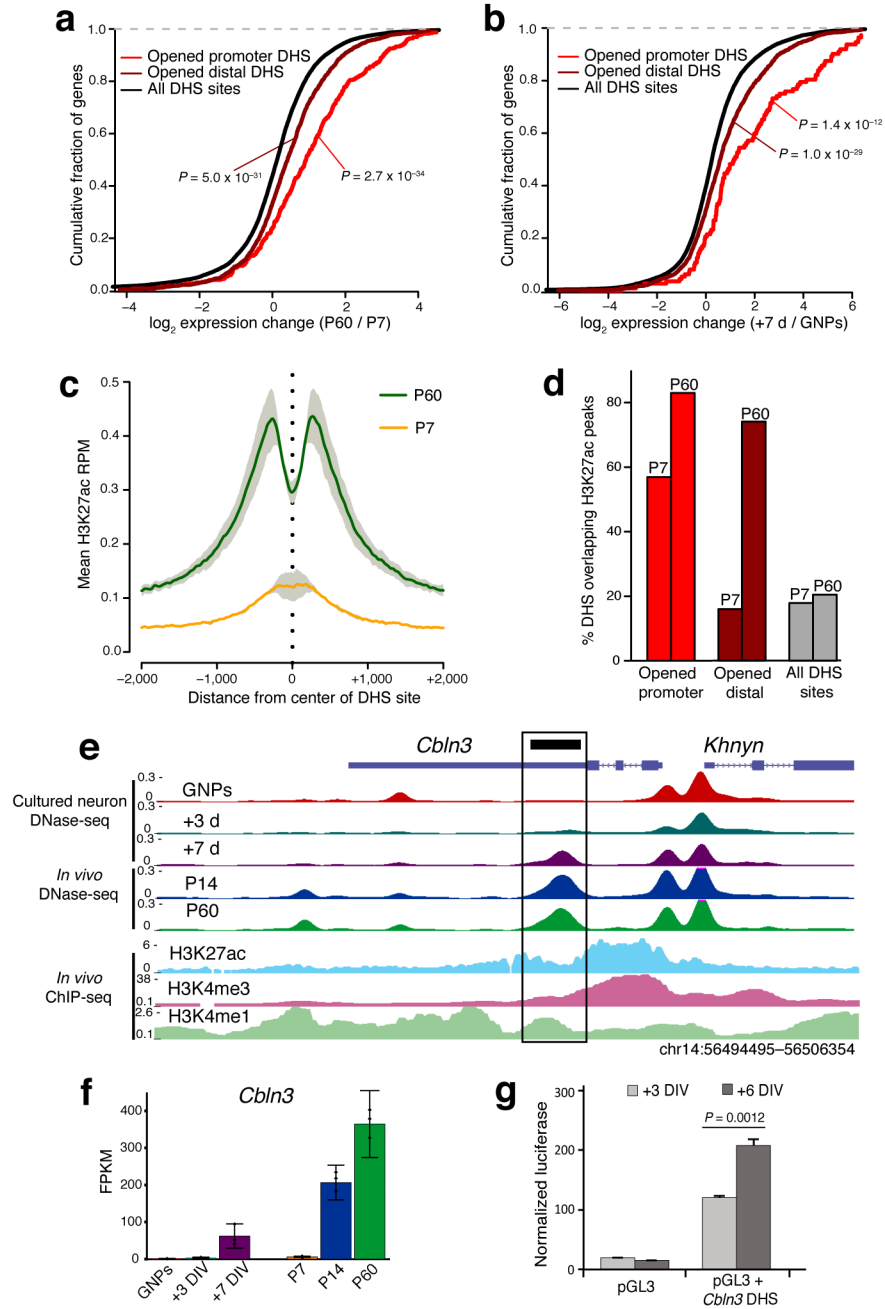 a
Cumulative fraction of genes
1.0
0.8
0.6
0.4
0.2
0.0
Opened promoter DHS
Opened distal DHS
All DHS sites
P = 5.0 x 10⁻³¹
P = 2.7 x 10⁻³⁴
−4 −2 0 2 4
log₂ expression change (P60 / P7)
b
Cumulative fraction of genes
1.0
0.8
0.6
0.4
0.2
0.0
Opened promoter DHS
Opened distal DHS
All DHS sites
P = 1.4 x 10⁻¹²
P = 1.0 x 10⁻²⁹
−6 −4 −2 0 2 4 6
log₂ expression change (+7 d / GNPs)
c
Mean H3K27ac RPM
0.5
0.4
0.3
0.2
0.1
0.0
P60
P7
−2,000 −1,000 0 +1,000 +2,000
Distance from center of DHS site
d
% DHS overlapping H3K27ac peaks
80
60
40
20
0
P7 P60
P7 P60
P7 P60
Opened promoter
Opened distal
All DHS sites
e
Cbln3 Khnyn
Cultured neuron
DNase-seq
0.3
0
GNPs
0.3
0
+3 d
0.3
0
+7 d
In vivo
DNase-seq
0.3
0
P14
0.3
0
P60
In vivo
ChIP-seq
6
0
H3K27ac
38
0.1
H3K4me3
2.6
0.1
H3K4me1
chr14:56494495–56506354
f
Cbln3
FPKM
400
300
200
100
0
GNPs +3 DIV +7 DIV P7 P14 P60
g
Normalized luciferase
300
200
100
0
+3 DIV +6 DIV
P = 0.0012
pGL3
pGL3 +
Cbln3 DHS